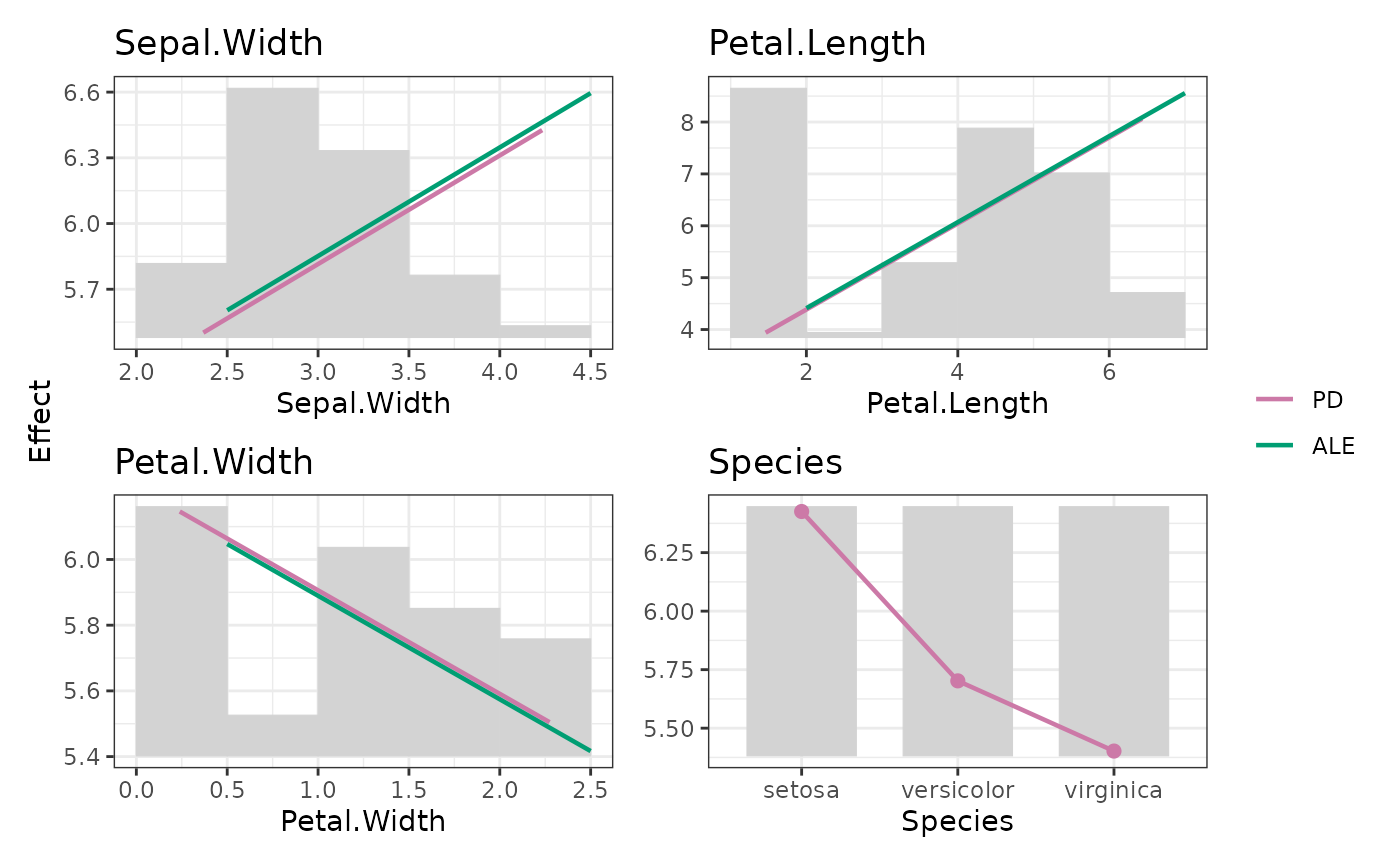 Sepal.Width
6.6
6.3
6.0
5.7
2.0 2.5 3.0 3.5 4.0 4.5
Sepal.Width
Petal.Length
8
7
6
5
4
2 4 6
Petal.Length
Effect
Petal.Width
6.0
5.8
5.6
5.4
0.0 0.5 1.0 1.5 2.0 2.5
Petal.Width
Species
6.25
6.00
5.75
5.50
setosa versicolor virginica
Species
PD
ALE